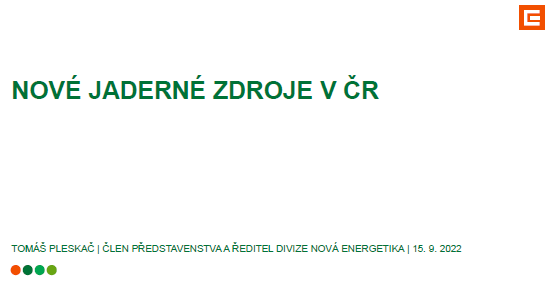 NOVÉ JADERNÉ ZDROJE V ČR
TOMÁŠ PLESKAČ | ČLEN PŘEDSTAVENSTVA A ŘEDITEL DIVIZE NOVÁ ENERGETIKA | 15. 9. 2022